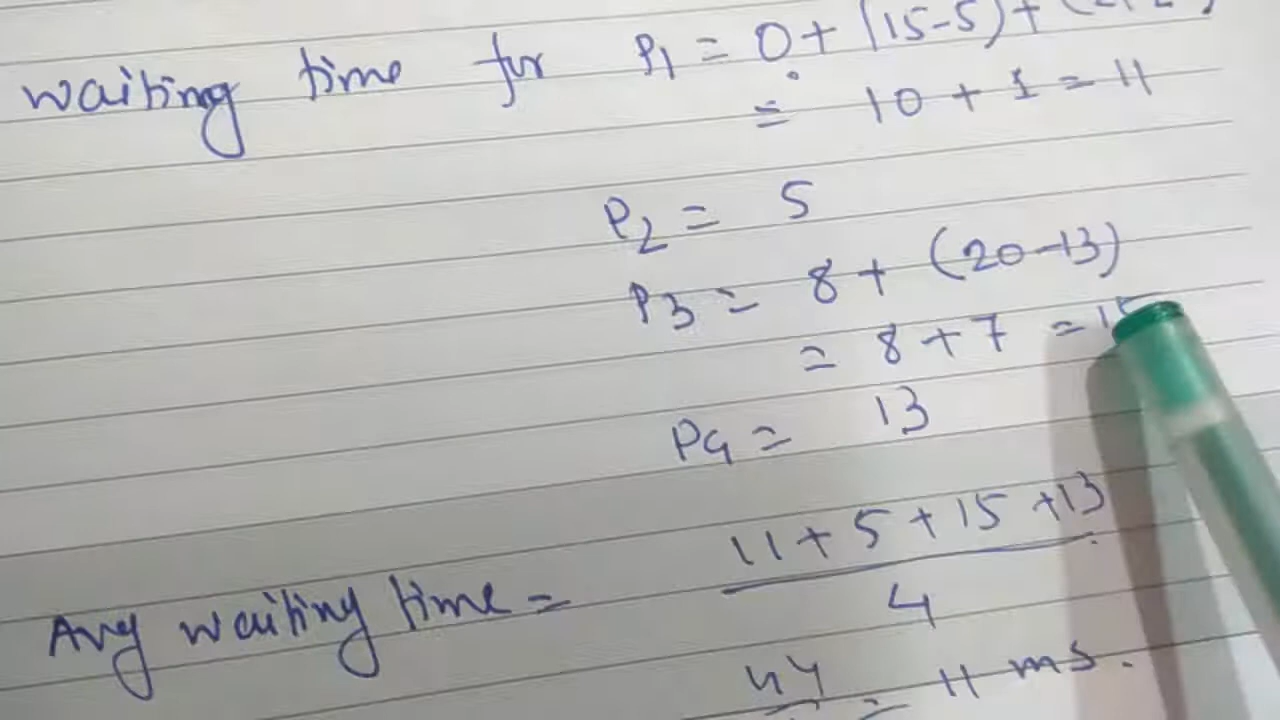 waiting time for P1 = 0 + (15-5) + (
= 10 + 1 = 11
P2 = 5
P3 = 8 + (20-13)
= 8 + 7 =
P4 = 13
11 + 5 + 15 + 13
Avg waiting time =
4
44 = 11 ms.